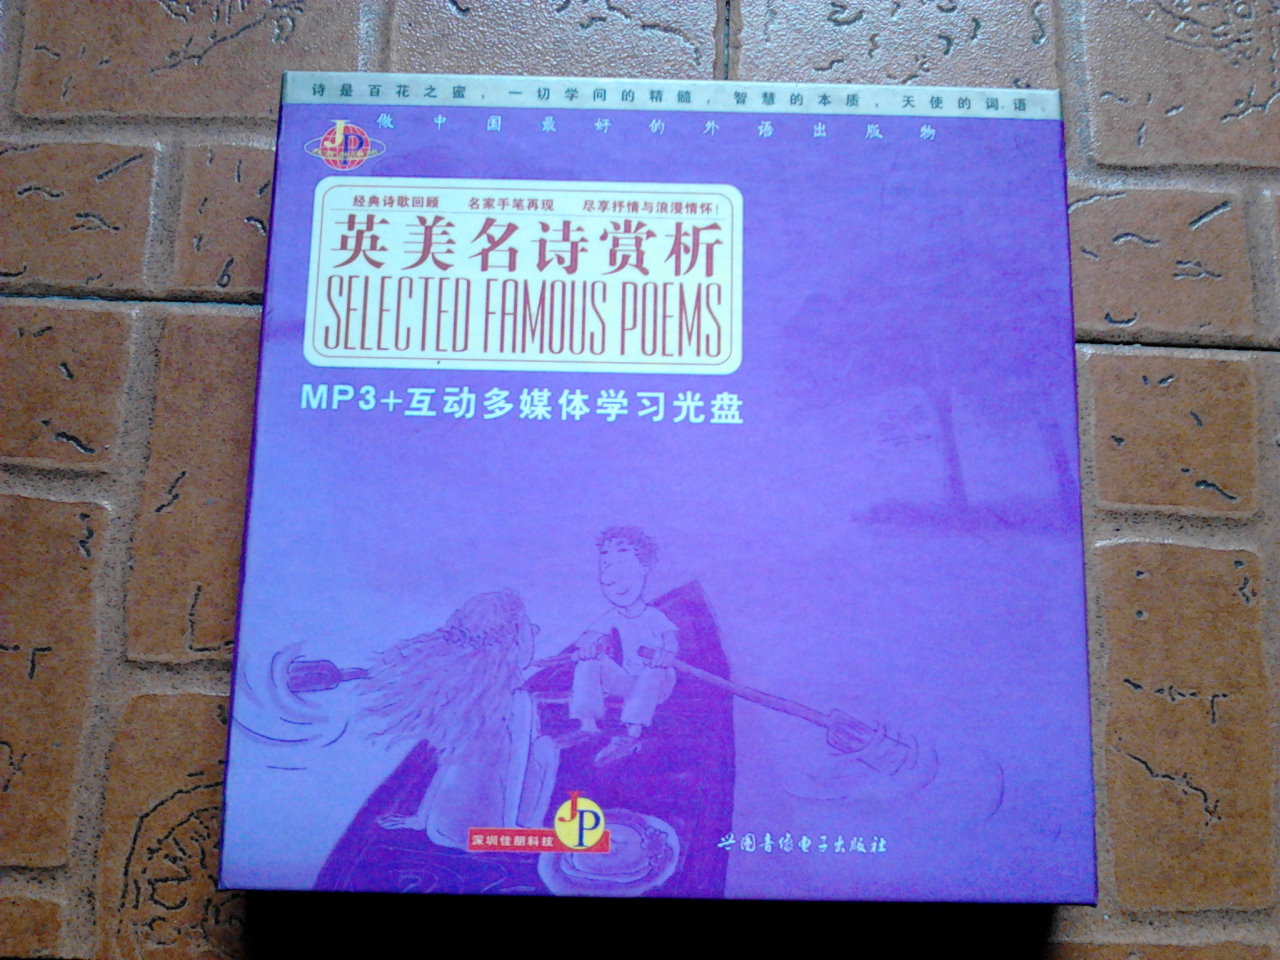 诗是百花之蜜，一切学问的精髓，智慧的本质，天使的词语
做中国最好的外语出版物
JP
经典诗歌回顾 名家手笔再现 尽享抒情与浪漫情怀！
英美名诗赏析
SELECTED FAMOUS POEMS
MP3+互动多媒体学习光盘
深圳佳朋科技 JP
兴国音像电子出版社